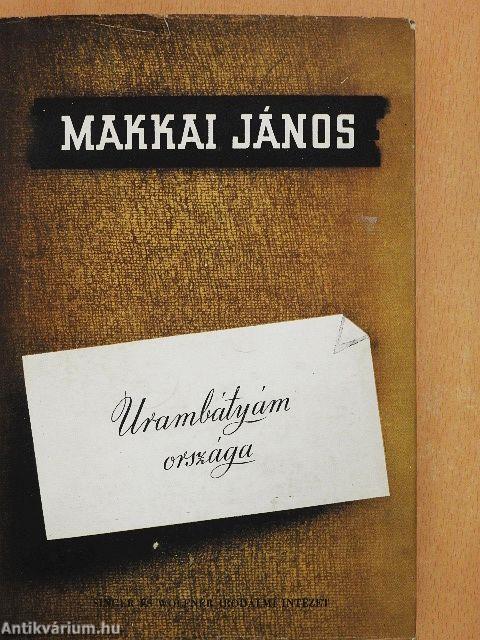 MAKKAI JÁNOS
Urambátyám
országa
SINGER ÉS WOLFNER IRODALMI INTÉZET
Antikvárium.hu